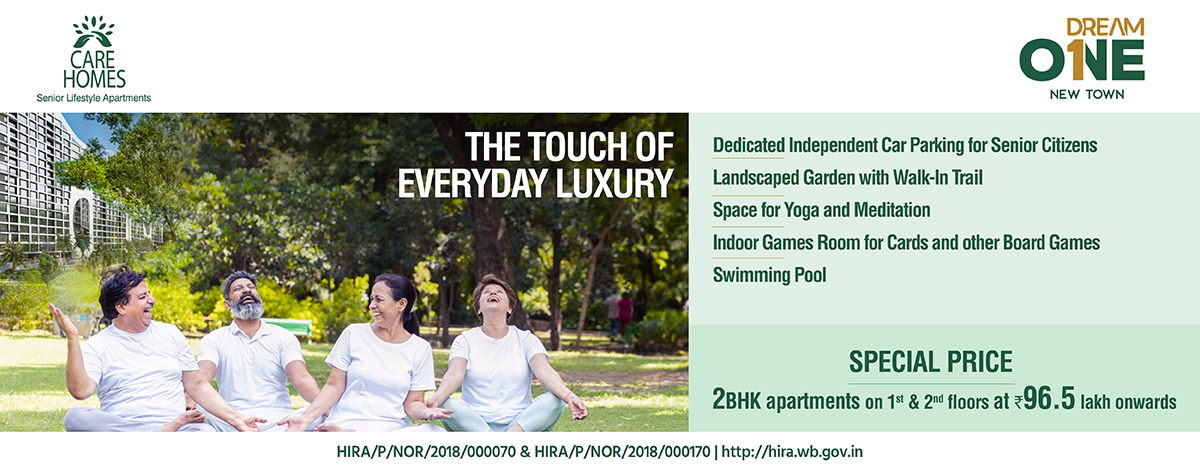 CARE
HOMES
Senior Lifestyle Apartments
DREAM
ONE
NEW TOWN
THE TOUCH OF
EVERYDAY LUXURY
Dedicated Independent Car Parking for Senior Citizens
Landscaped Garden with Walk-In Trail
Space for Yoga and Meditation
Indoor Games Room for Cards and other Board Games
Swimming Pool
SPECIAL PRICE
2BHK apartments on 1st & 2nd floors at ₹96.5 lakh onwards
HIRA/P/NOR/2018/000070 & HIRA/P/NOR/2018/000170 | http://hira.wb.gov.in